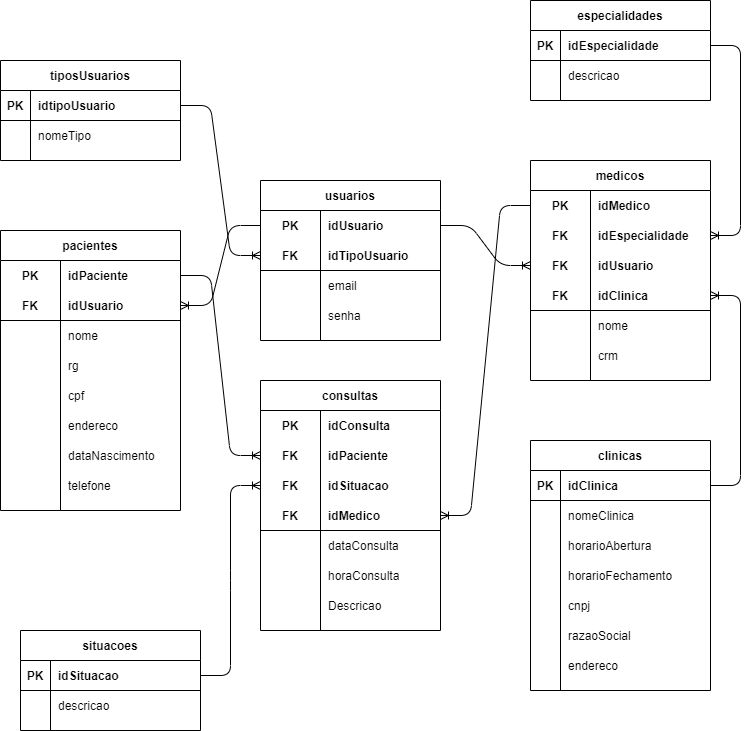 especialidades
PK idEspecialidade
descricao
tiposUsuarios
PK idtipoUsuario
nomeTipo
medicos
PK idMedico
FK idEspecialidade
FK idUsuario
FK idClinica
nome
crm
usuarios
PK idUsuario
FK idTipoUsuario
email
senha
pacientes
PK idPaciente
FK idUsuario
nome
rg
cpf
endereco
dataNascimento
telefone
consultas
PK idConsulta
FK idPaciente
FK idSituacao
FK idMedico
dataConsulta
horaConsulta
Descricao
clinicas
PK idClinica
nomeClinica
horarioAbertura
horarioFechamento
cnpj
razaoSocial
endereco
situacoes
PK idSituacao
descricao